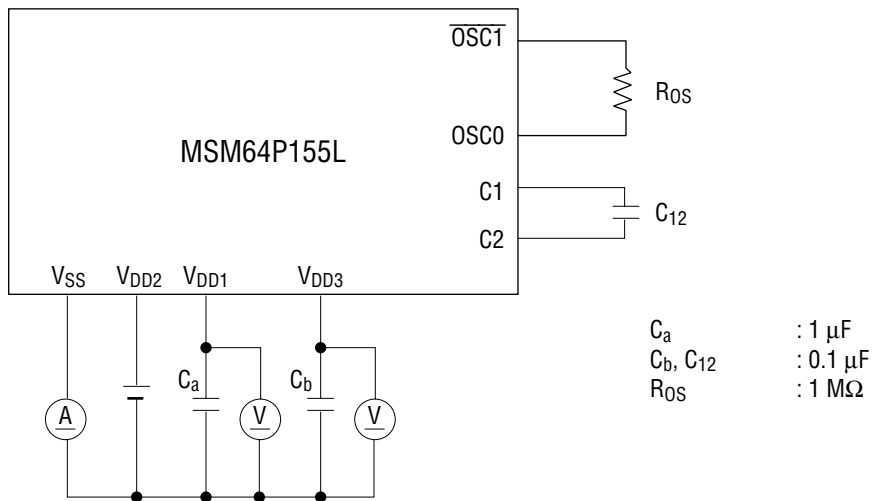 OSC1
R_OS
OSC0
MSM64P155L
C1
C_12
C2
V_SS V_DD2 V_DD1 V_DD3
C_a : 1 μF
C_b, C_12 : 0.1 μF
R_OS : 1 MΩ
C_a C_b
A V V